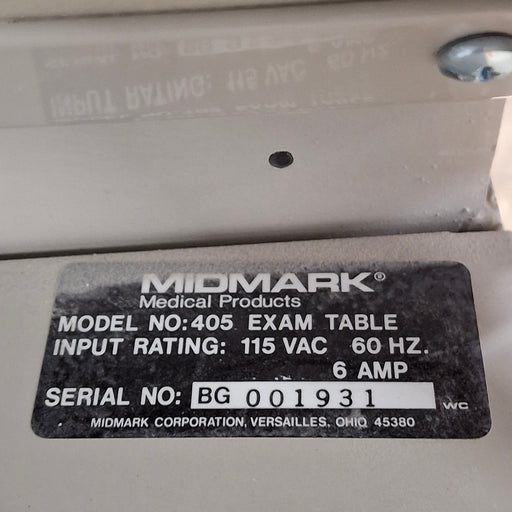 MIDMARK®
Medical Products
MODEL NO: 405 EXAM TABLE
INPUT RATING: 115 VAC 60 HZ.
6 AMP
SERIAL NO: BG 001931 WC
MIDMARK CORPORATION, VERSAILLES, OHIO 45380